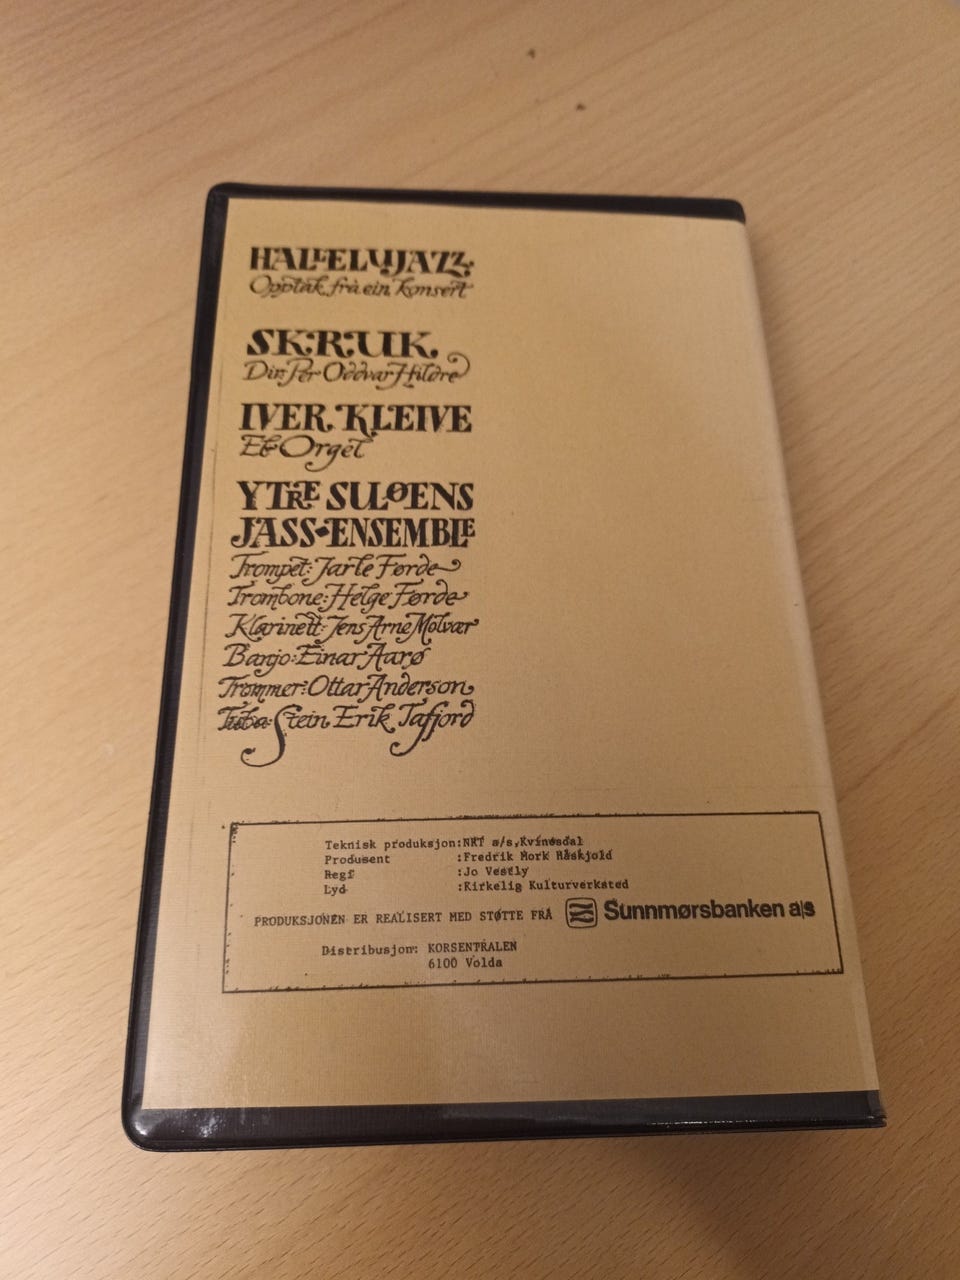 HALLELUJAZZ
Opptak frå ein konsert
SKRUK
Dir: Per Oddvar Hildre
IVER KLEIVE
El-Orgel
YTRE SULØENS
JASS-ENSEMBLE
Trompet: Jarle Førde
Trombone: Helge Førde
Klarinett: Jens Arne Molvær
Banjo: Einar Aarø
Trommer: Ottar Anderson
Tuba: Stein Erik Tafjord
Teknisk produksjon:NRT a/s,Kvinesdal
Produsent :Fredrik Mork Håskjold
Regi :Jo Vestly
Lyd :Kirkelig Kulturverksted
PRODUKSJONEN ER REALISERT MED STØTTE FRÅ Sunnmørsbanken a|s
Distribusjon: KORSENTRALEN
6100 Volda